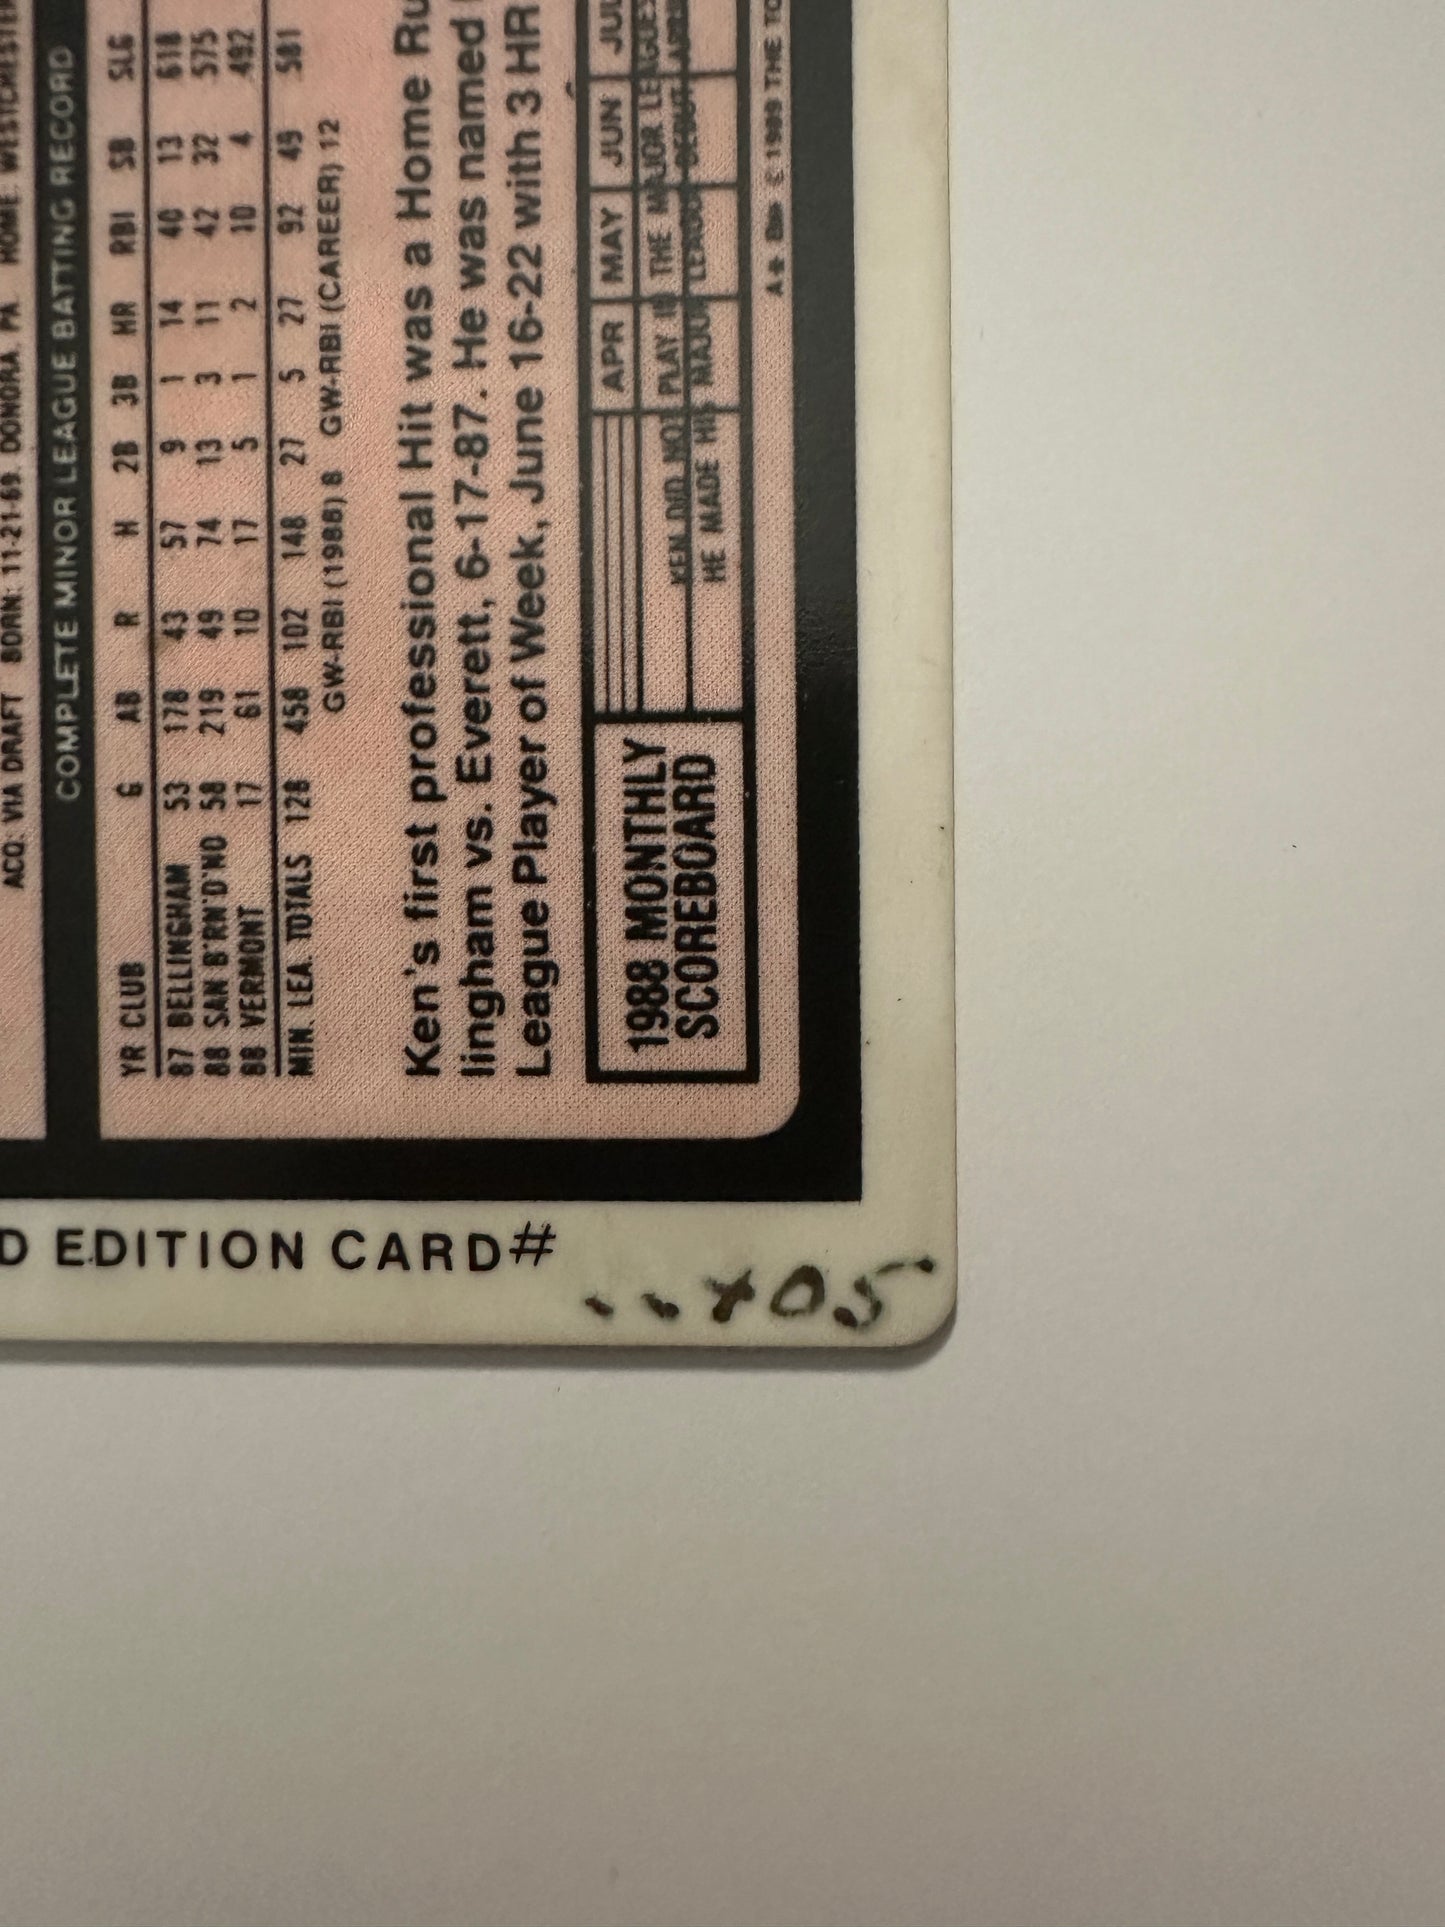 ACQ: VIA DRAFT BORN: 11-21-69, DONORA, PA. HOME: WESTCHESTER
COMPLETE MINOR LEAGUE BATTING RECORD
YR CLUB G AB R H 2B 3B HR RBI SB SLG
87 BELLINGHAM 53 178 43 57 9 1 14 40 13 618
88 SAN B'RN'D'NO 58 219 49 74 13 3 11 42 32 575
88 VERMONT 17 61 10 17 5 1 2 10 4 492
MIN. LEA. TOTALS 128 458 102 148 27 5 27 92 49 581
GW-RBI (1988) 8 GW-RBI (CAREER) 12
Ken's first professional Hit was a Home Ru
lingham vs. Everett, 6-17-87. He was named
League Player of Week, June 16-22 with 3 HR
1988 MONTHLY
SCOREBOARD
APR MAY JUN JUL
KEN DID NOT PLAY IN THE MAJOR LEAGUES
HE MADE HIS MAJOR LEAGUE DEBUT APRIL
©1989 THE TO
D EDITION CARD#
05